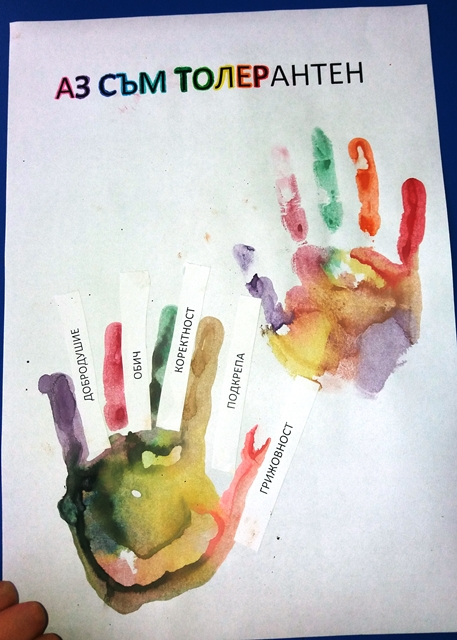 АЗ СЪМ ТОЛЕРАНТЕН
ДОБРОДУШИЕ
ОБИЧ
КОРЕКТНОСТ
ПОДКРЕПА
ГРИЖОВНОСТ